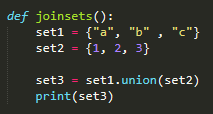 def joinsets():
    set1 = {"a", "b" , "c"}
    set2 = {1, 2, 3}
    set3 = set1.union(set2)
    print(set3)